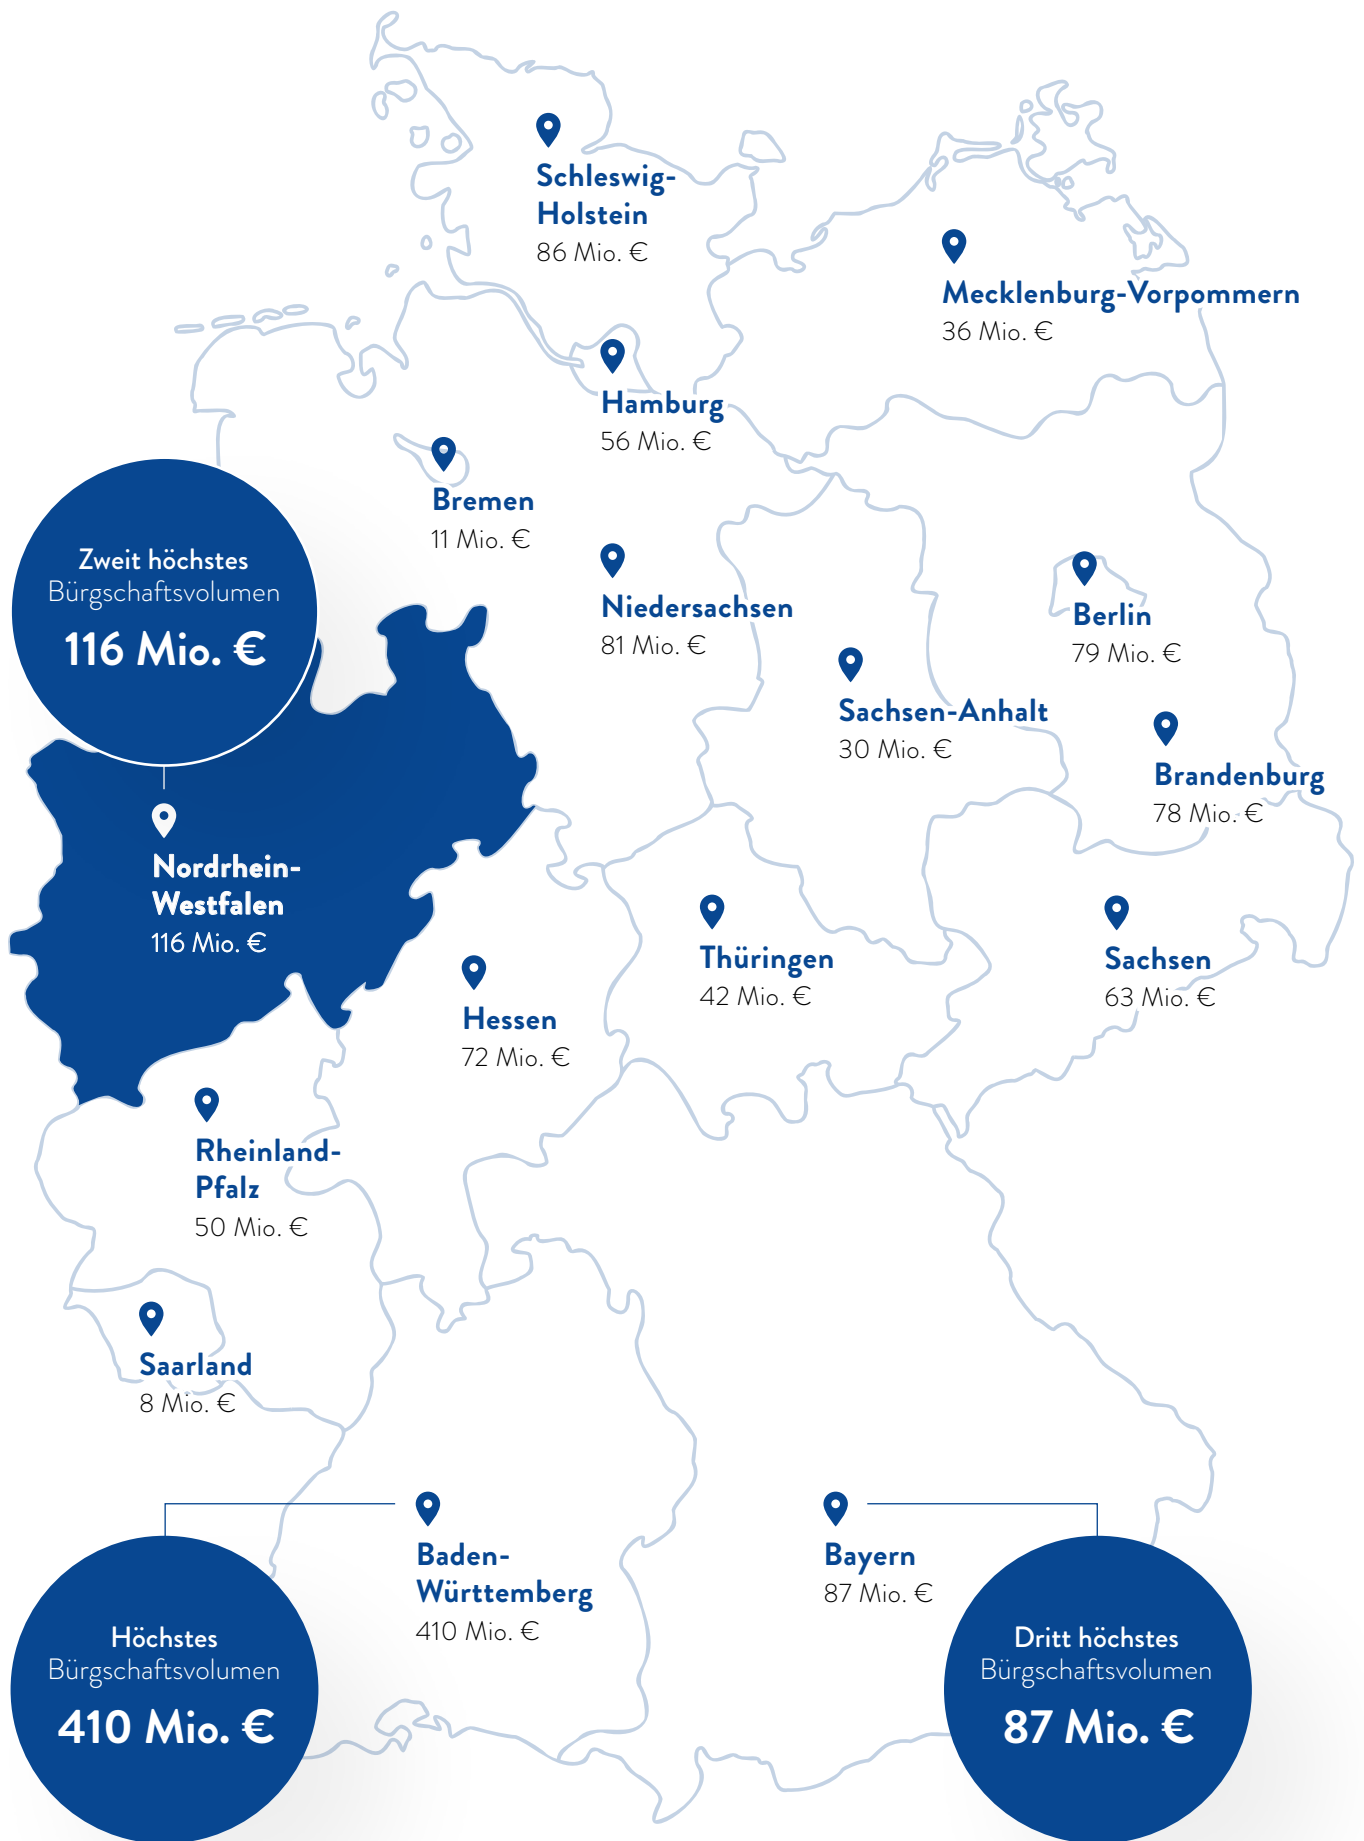 Schleswig-
Holstein
86 Mio. €
Mecklenburg-Vorpommern
36 Mio. €
Hamburg
56 Mio. €
Bremen
11 Mio. €
Zweit höchstes
Bürgschaftsvolumen
116 Mio. €
Niedersachsen
81 Mio. €
Berlin
79 Mio. €
Sachsen-Anhalt
30 Mio. €
Brandenburg
78 Mio. €
Nordrhein-
Westfalen
116 Mio. €
Thüringen
42 Mio. €
Sachsen
63 Mio. €
Hessen
72 Mio. €
Rheinland-
Pfalz
50 Mio. €
Saarland
8 Mio. €
Baden-
Württemberg
410 Mio. €
Bayern
87 Mio. €
Höchstes
Bürgschaftsvolumen
410 Mio. €
Dritt höchstes
Bürgschaftsvolumen
87 Mio. €